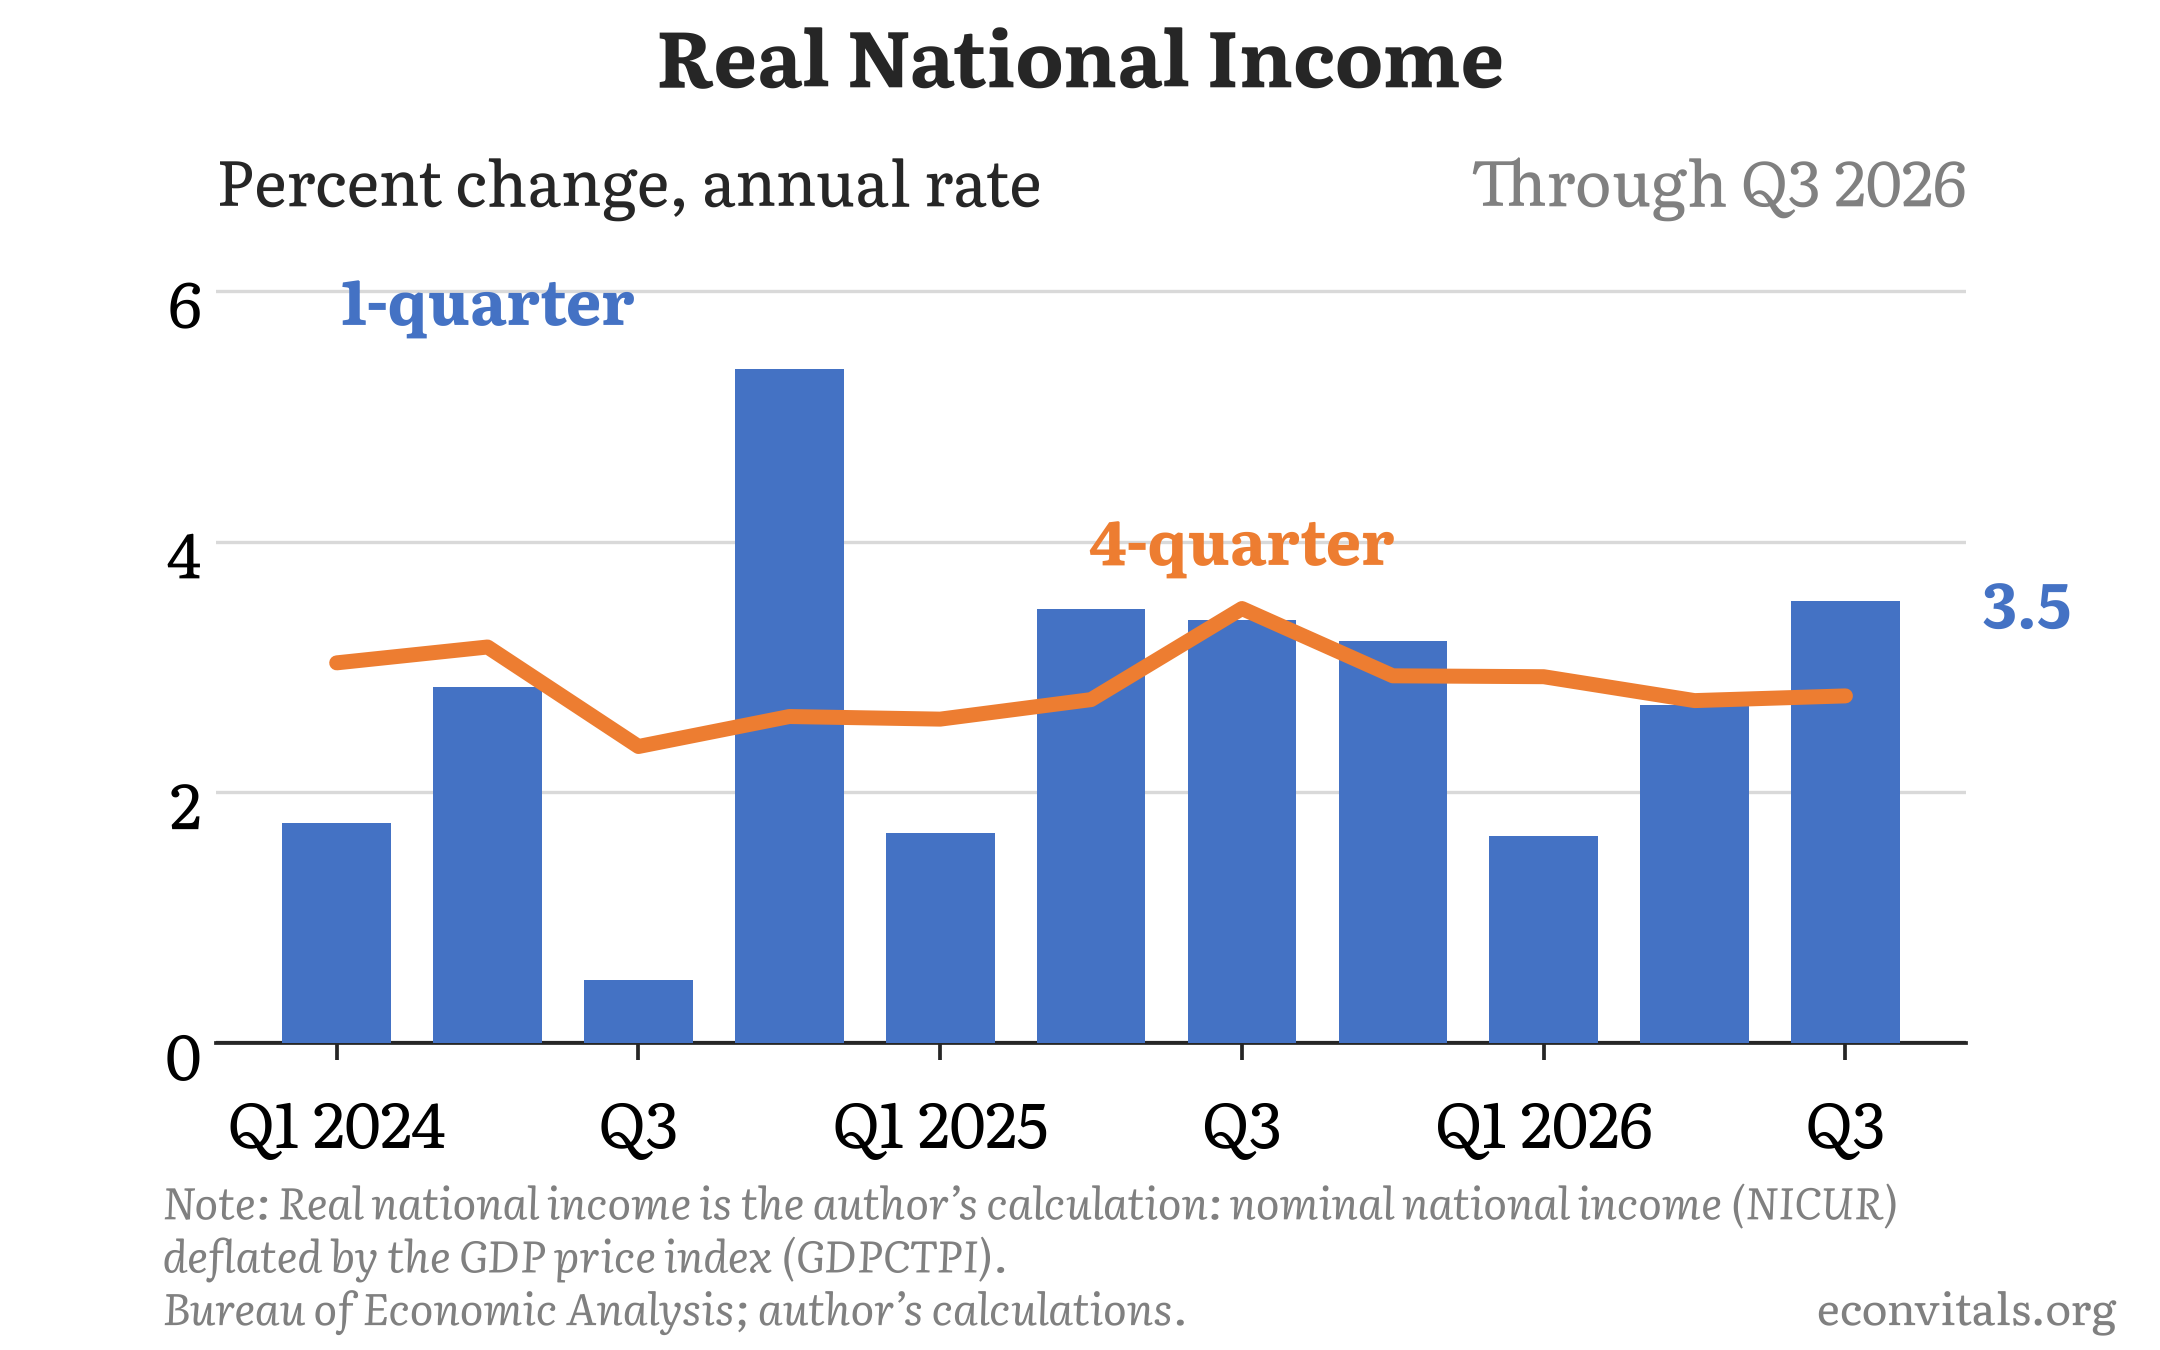 Real National Income
Percent change, annual rate
Through Q3 2026
6
1-quarter
4
4-quarter
3.5
2
0
Q1 2024
Q3
Q1 2025
Q3
Q1 2026
Q3
Note: Real national income is the author’s calculation: nominal national income (NICUR)
deflated by the GDP price index (GDPCTPI).
Bureau of Economic Analysis; author’s calculations.
econvitals.org